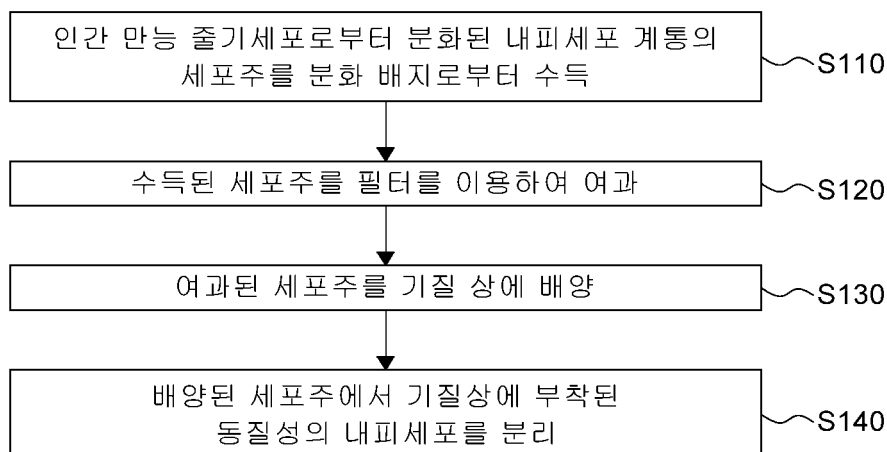 인간 만능 줄기세포로부터 분화된 내피세포 계통의
세포주를 분화 배지로부터 수득
S110
수득된 세포주를 필터를 이용하여 여과
S120
여과된 세포주를 기질 상에 배양
S130
배양된 세포주에서 기질상에 부착된
동질성의 내피세포를 분리
S140